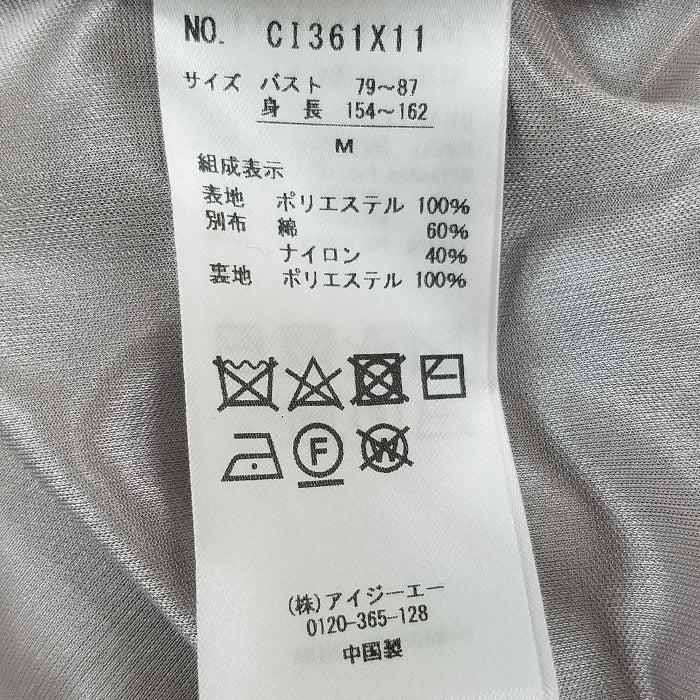 NO. CI361X11
サイズ バスト 79～87
身 長 154～162
M
組成表示
表地 ポリエステル 100%
別布 綿 60%
ナイロン 40%
裏地 ポリエステル 100%
F
W
(株)アイジーエー
0120-365-128
中国製